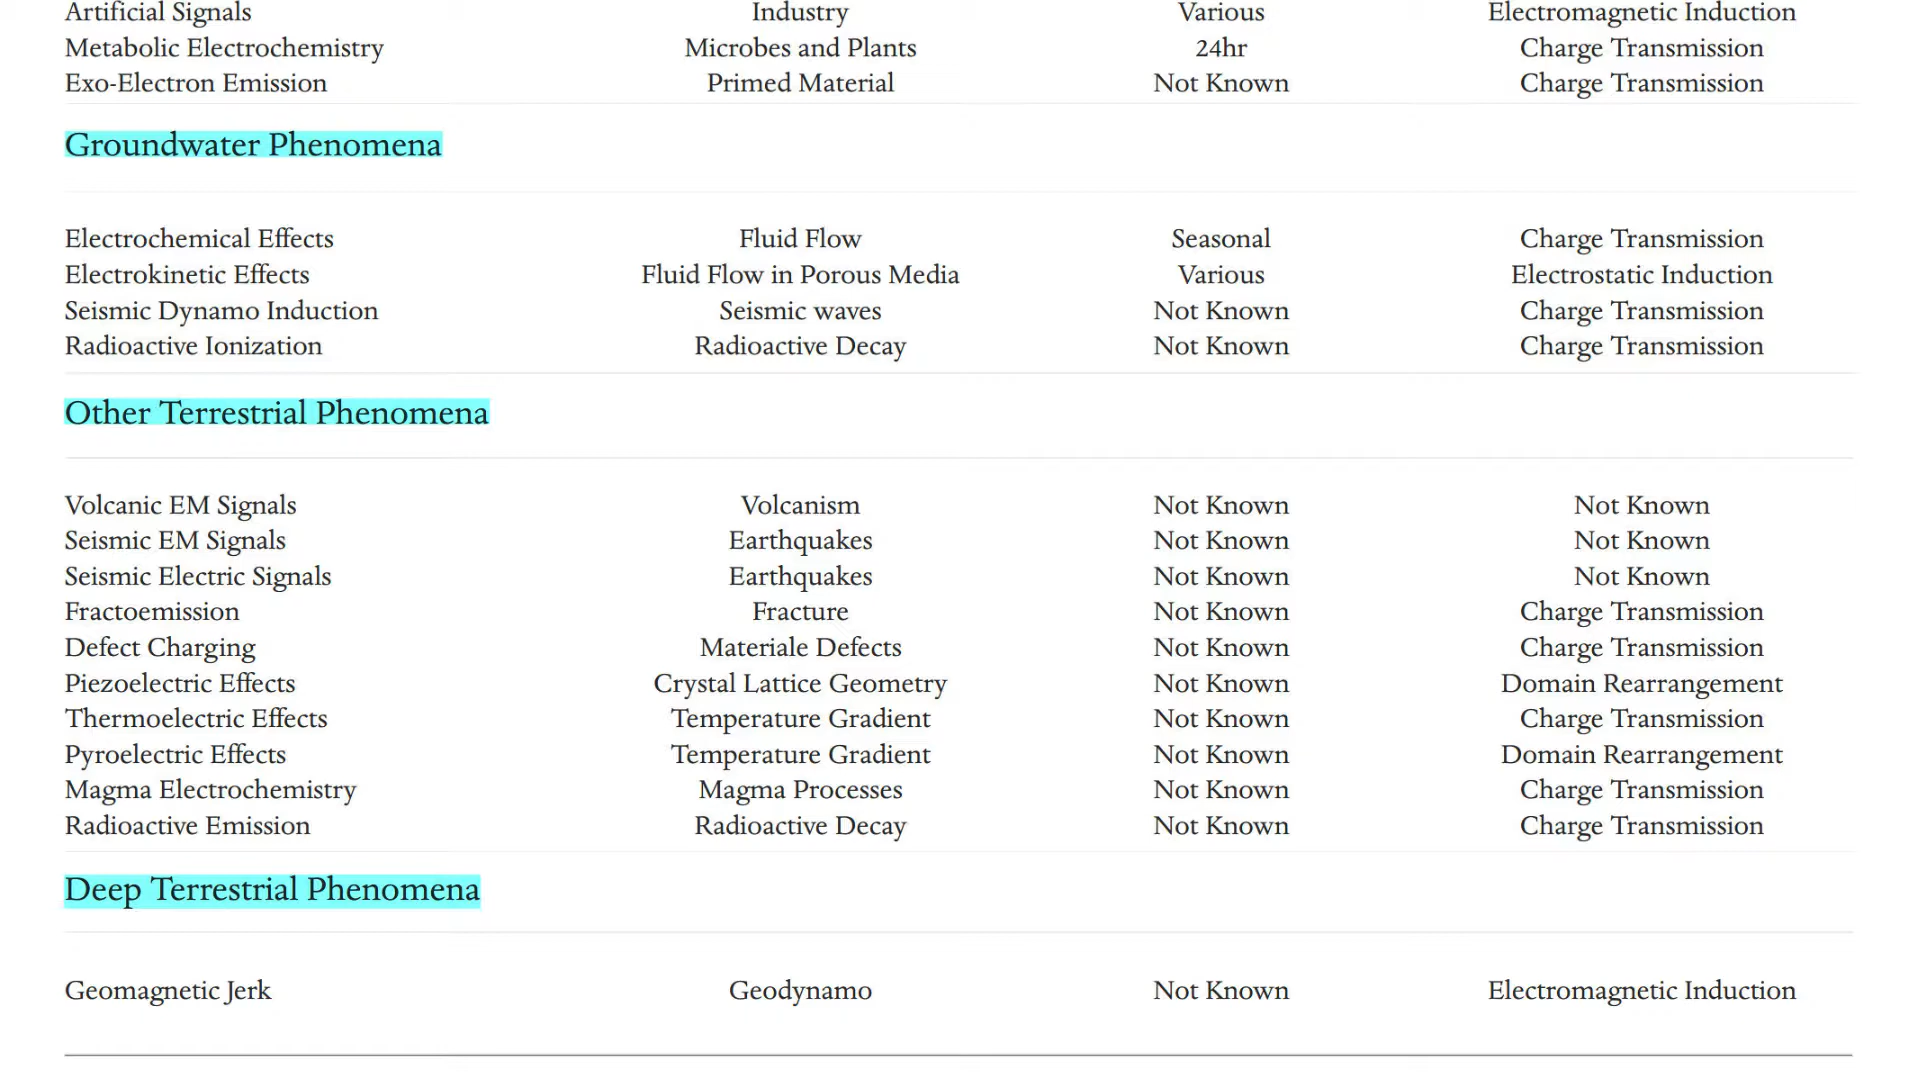 Artificial Signals Industry Various Electromagnetic Induction
Metabolic Electrochemistry Microbes and Plants 24hr Charge Transmission
Exo-Electron Emission Primed Material Not Known Charge Transmission
Groundwater Phenomena
Electrochemical Effects Fluid Flow Seasonal Charge Transmission
Electrokinetic Effects Fluid Flow in Porous Media Various Electrostatic Induction
Seismic Dynamo Induction Seismic waves Not Known Charge Transmission
Radioactive Ionization Radioactive Decay Not Known Charge Transmission
Other Terrestrial Phenomena
Volcanic EM Signals Volcanism Not Known Not Known
Seismic EM Signals Earthquakes Not Known Not Known
Seismic Electric Signals Earthquakes Not Known Not Known
Fractoemission Fracture Not Known Charge Transmission
Defect Charging Materiale Defects Not Known Charge Transmission
Piezoelectric Effects Crystal Lattice Geometry Not Known Domain Rearrangement
Thermoelectric Effects Temperature Gradient Not Known Charge Transmission
Pyroelectric Effects Temperature Gradient Not Known Domain Rearrangement
Magma Electrochemistry Magma Processes Not Known Charge Transmission
Radioactive Emission Radioactive Decay Not Known Charge Transmission
Deep Terrestrial Phenomena
Geomagnetic Jerk Geodynamo Not Known Electromagnetic Induction